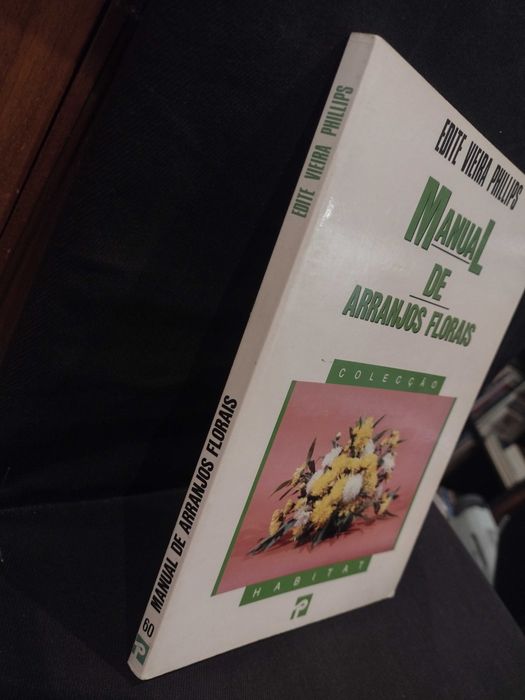 EDITE VIEIRA PHILLIPS
MANUAL
DE
ARRANJOS FLORAIS
COLECÇÃO
HABITAT
EDITE VIEIRA PHILLIPS
MANUAL DE ARRANJOS FLORAIS
60